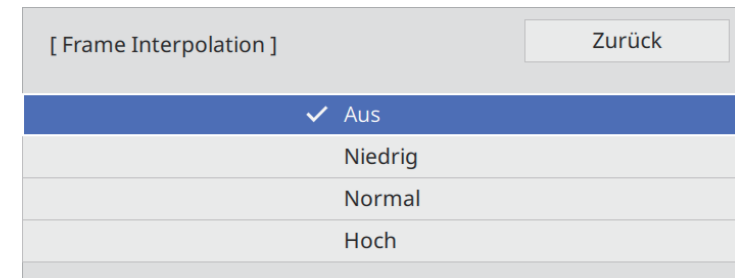 [ Frame Interpolation ]
Zurück
Aus
Niedrig
Normal
Hoch